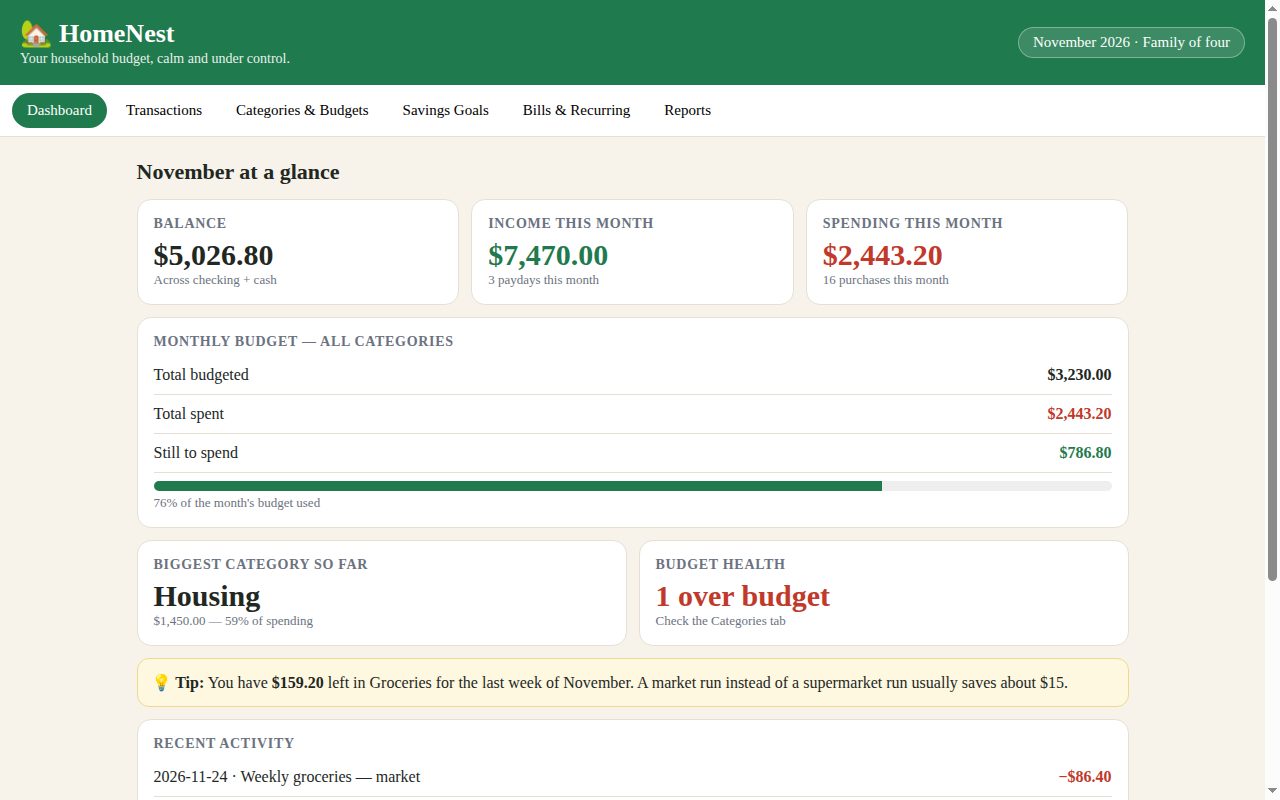 🏡 HomeNest
Your household budget, calm and under control.
November 2026 · Family of four
Dashboard Transactions Categories & Budgets Savings Goals Bills & Recurring Reports
November at a glance
BALANCE
$5,026.80
Across checking + cash
INCOME THIS MONTH
$7,470.00
3 paydays this month
SPENDING THIS MONTH
$2,443.20
16 purchases this month
MONTHLY BUDGET — ALL CATEGORIES
Total budgeted $3,230.00
Total spent $2,443.20
Still to spend $786.80
76% of the month's budget used
BIGGEST CATEGORY SO FAR
Housing
$1,450.00 — 59% of spending
BUDGET HEALTH
1 over budget
Check the Categories tab
💡 Tip: You have $159.20 left in Groceries for the last week of November. A market run instead of a supermarket run usually saves about $15.
RECENT ACTIVITY
2026-11-24 · Weekly groceries — market −$86.40